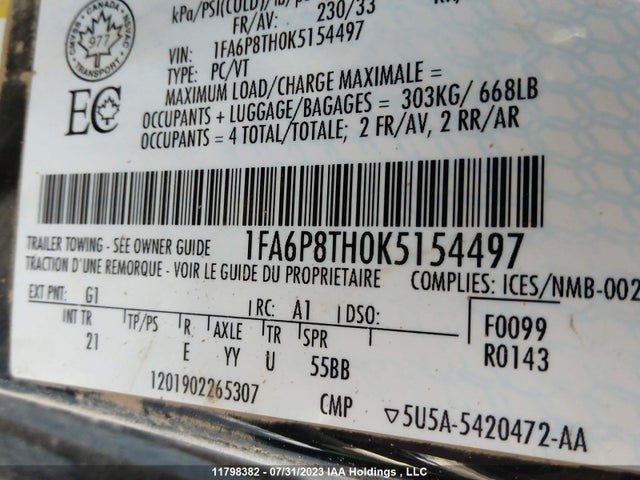 kPa/PSI(COLD)/lb/
FR/AV: 230/33
CANADA
977
TRANSPORT
VIN: 1FA6P8TH0K5154497
TYPE: PC/VT
MAXIMUM LOAD/CHARGE MAXIMALE =
OCCUPANTS + LUGGAGE/BAGAGES = 303KG/ 668LB
OCCUPANTS = 4 TOTAL/TOTALE; 2 FR/AV, 2 RR/AR
EC
TRAILER TOWING - SEE OWNER GUIDE
1FA6P8TH0K5154497
TRACTION D'UNE REMORQUE - VOIR LE GUIDE DU PROPRIETAIRE
COMPLIES: ICES/NMB-002
EXT PNT: G1 RC: A1 DSO:
INT TR TP/PS R AXLE TR SPR
21 E YY U 55BB
F0099
R0143
1201902265307
CMP ▽5U5A-5420472-AA
11798382 - 07/31/2023 IAA Holdings , LLC